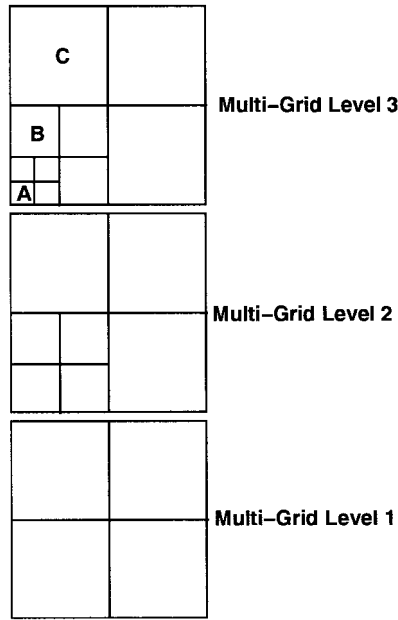 C
Multi–Grid Level 3
B
A
Multi–Grid Level 2
Multi–Grid Level 1